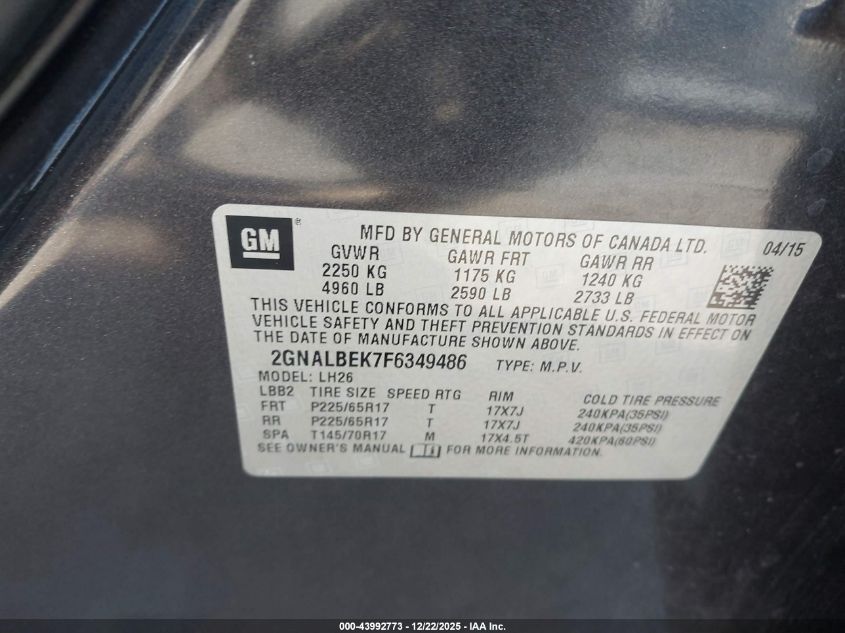 GM ® MFD BY GENERAL MOTORS OF CANADA LTD. 04/15
GVWR GAWR FRT GAWR RR
2250 KG 1175 KG 1240 KG
4960 LB 2590 LB 2733 LB
THIS VEHICLE CONFORMS TO ALL APPLICABLE U.S. FEDERAL MOTOR
VEHICLE SAFETY AND THEFT PREVENTION STANDARDS IN EFFECT ON
THE DATE OF MANUFACTURE SHOWN ABOVE.
2GNALBEK7F6349486 TYPE: M.P.V.
MODEL: LH26
LBB2 TIRE SIZE SPEED RTG RIM COLD TIRE PRESSURE
FRT P225/65R17 T 17X7J 240KPA(35PSI)
RR P225/65R17 T 17X7J 240KPA(35PSI)
SPA T145/70R17 M 17X4.5T 420KPA(60PSI)
SEE OWNER'S MANUAL FOR MORE INFORMATION.
000-43992773 - 12/22/2025 - IAA Inc.